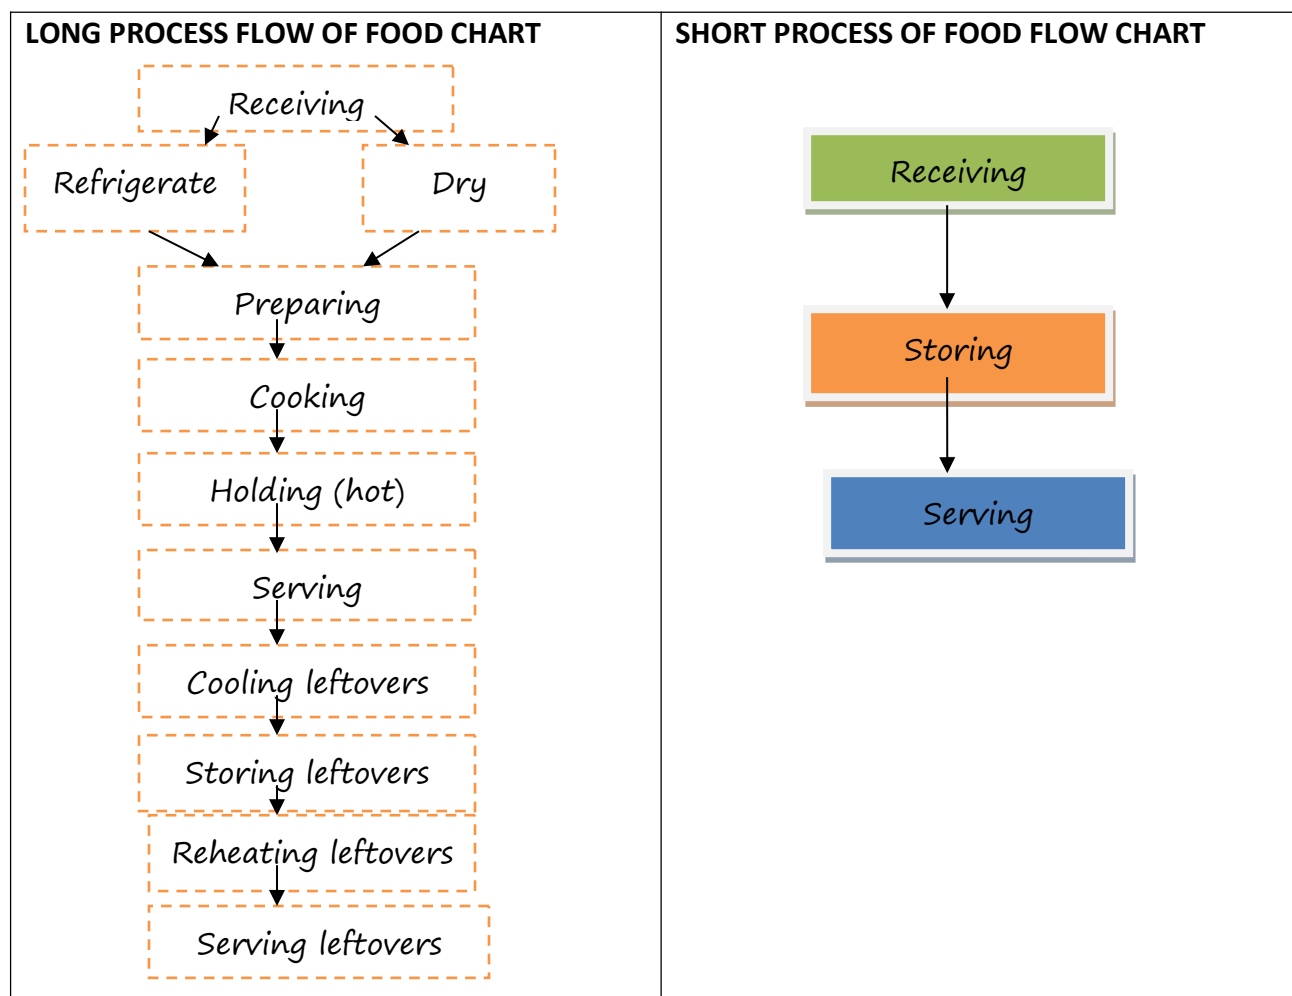 LONG PROCESS FLOW OF FOOD CHART
Receiving
Refrigerate
Dry
Preparing
Cooking
Holding (hot)
Serving
Cooling leftovers
Storing leftovers
Reheating leftovers
Serving leftovers
SHORT PROCESS OF FOOD FLOW CHART
Receiving
Storing
Serving